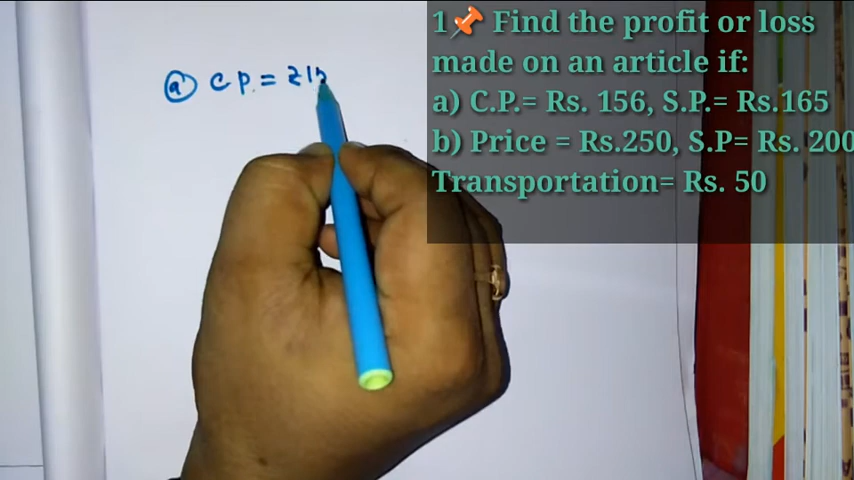 1📌 Find the profit or loss
made on an article if:
a) C.P.= Rs. 156, S.P.= Rs.165
b) Price = Rs.250, S.P= Rs. 200
Transportation= Rs. 50
ⓐ C P. =